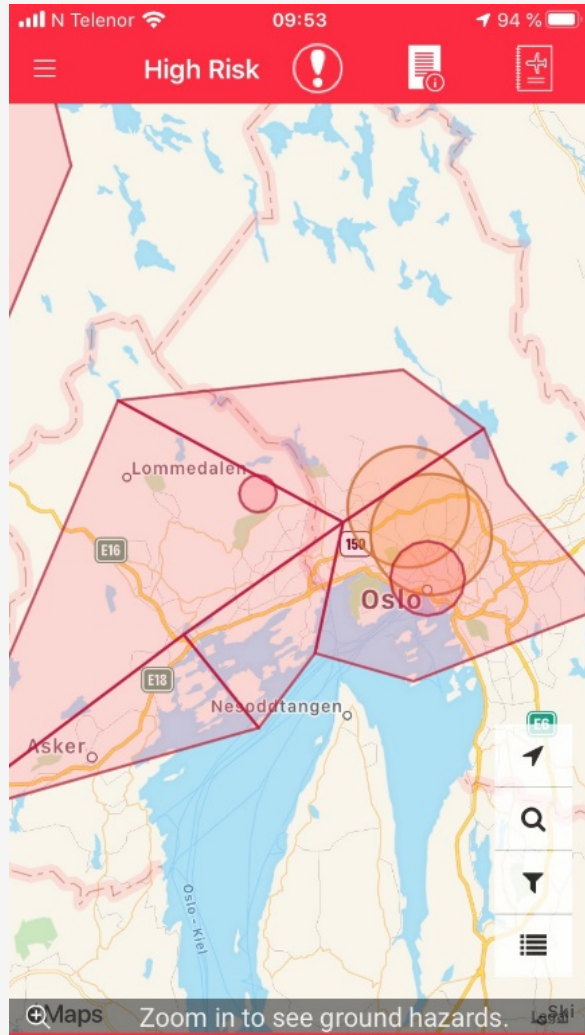 N Telenor 09:53 94 %
High Risk
Lommedalen
E16
150
Oslo
E18
Nesoddtangen
E6
Asker
Oslo - Kiel
Maps Zoom in to see ground hazards Ski